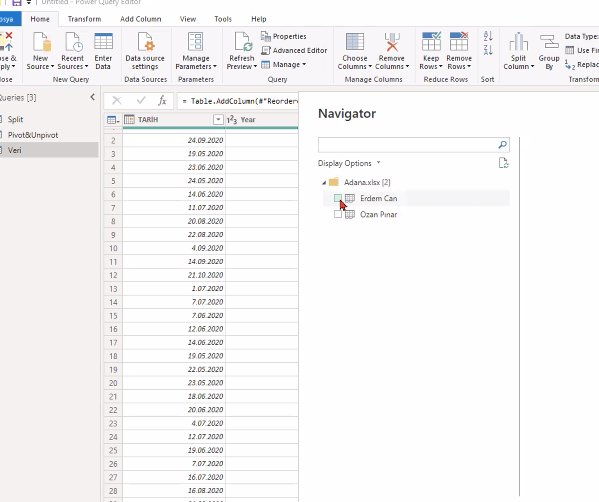 Untitled - Power Query Editor
osya Home Transform Add Column View Tools Help
New Source
Recent Sources
Enter Data
Data source settings
Manage Parameters
Refresh Preview
Properties
Advanced Editor
Manage
Choose Columns
Remove Columns
Keep Rows
Remove Rows
Split Column
Group By
Data Type:
Use Fir
Replac
lose New Query Data Sources Parameters Query Manage Columns Reduce Rows Sort Transform
Queries [3]
Split
Pivot&Unpivot
Veri
= Table.AddColumn(#"Reordere
TARİH
1²3 Year
2 24.09.2020
3 19.05.2020
4 23.06.2020
5 24.05.2020
6 14.06.2020
7 11.07.2020
8 20.08.2020
9 22.08.2020
10 4.09.2020
11 14.09.2020
12 21.10.2020
13 1.07.2020
14 7.07.2020
15 7.06.2020
16 12.06.2020
17 14.06.2020
18 19.05.2020
19 22.05.2020
20 23.05.2020
21 18.06.2020
22 20.06.2020
23 4.07.2020
24 12.07.2020
25 19.06.2020
26 7.07.2020
27 16.07.2020
28 16.08.2020
Navigator
Display Options
Adana.xlsx [2]
Erdem Can
Ozan Pınar